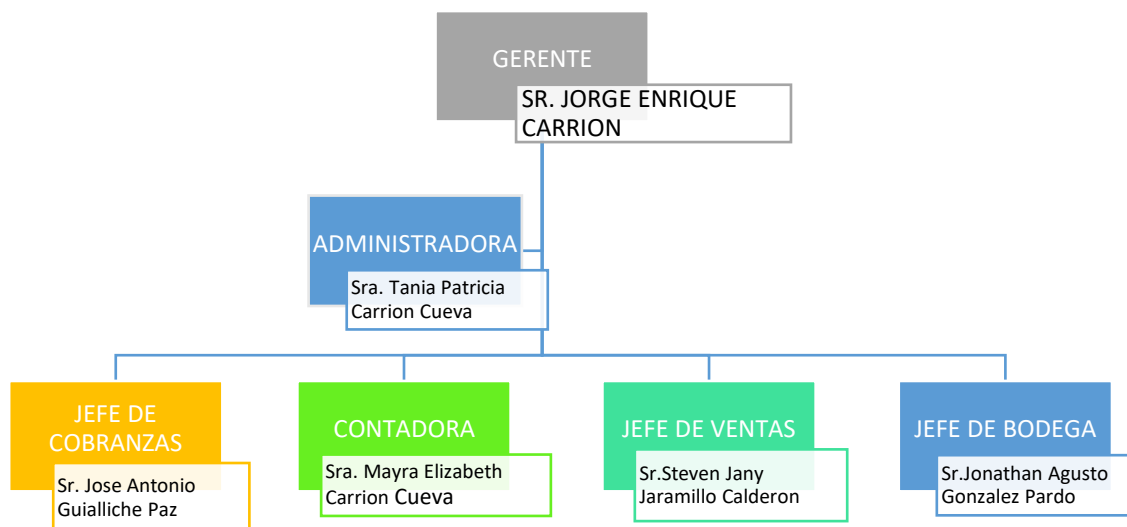 GERENTE
SR. JORGE ENRIQUE
CARRION
ADMINISTRADORA
Sra. Tania Patricia
Carrion Cueva
JEFE DE
COBRANZAS
Sr. Jose Antonio
Guialliche Paz
CONTADORA
Sra. Mayra Elizabeth
Carrion Cueva
JEFE DE VENTAS
Sr.Steven Jany
Jaramillo Calderon
JEFE DE BODEGA
Sr.Jonathan Agusto
Gonzalez Pardo